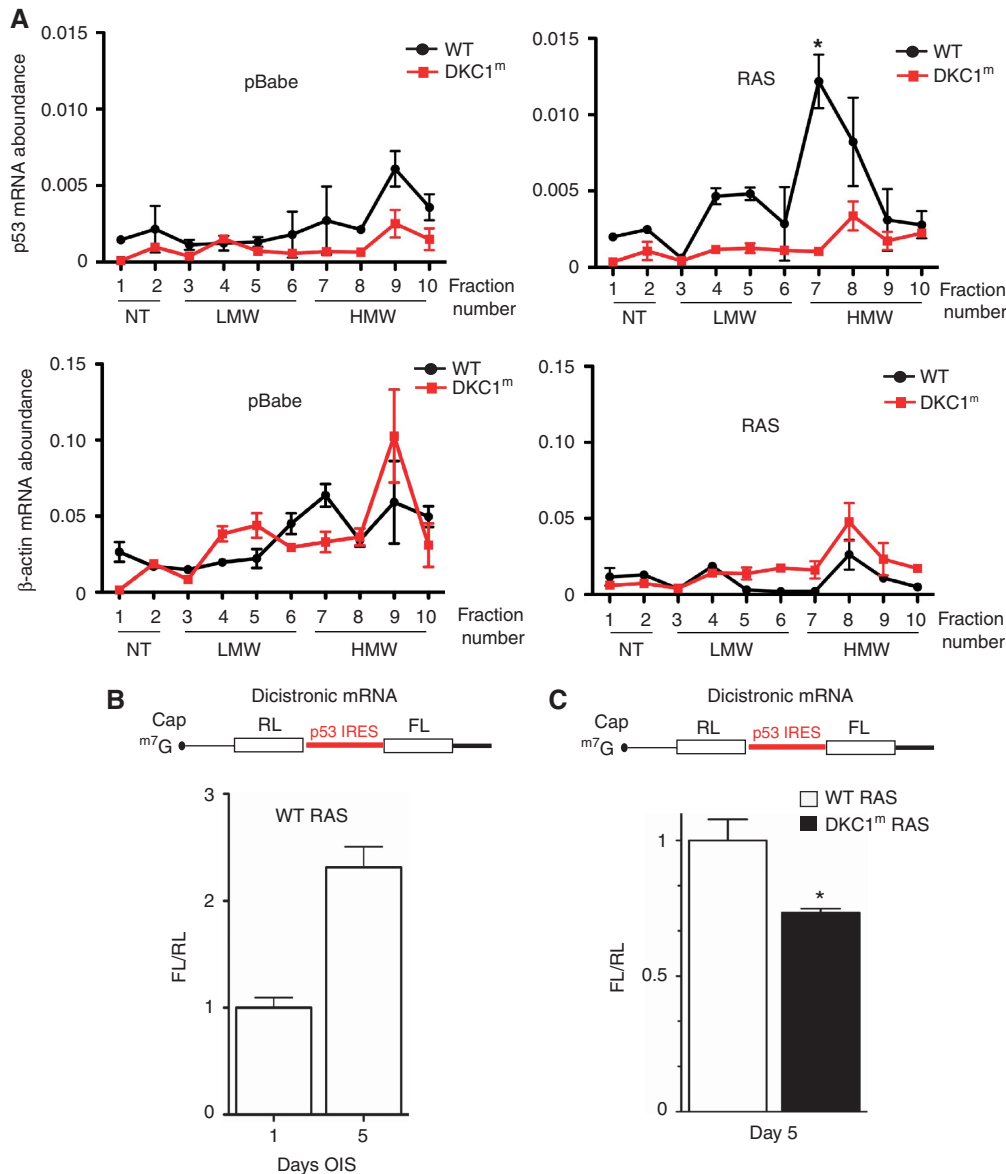 A
p53 mRNA aboundance
0.015
0.010
0.005
0
pBabe
WT
DKC1m
1 2 3 4 5 6 7 8 9 10
Fraction number
NT LMW HMW
0.015
0.010
0.005
0
RAS
*
WT
DKC1m
1 2 3 4 5 6 7 8 9 10
Fraction number
NT LMW HMW
β-actin mRNA aboundance
0.15
0.10
0.05
0
pBabe
WT
DKC1m
1 2 3 4 5 6 7 8 9 10
Fraction number
NT LMW HMW
0.15
0.10
0.05
0
RAS
WT
DKC1m
1 2 3 4 5 6 7 8 9 10
Fraction number
NT LMW HMW
B
Dicistronic mRNA
Cap
m7G
RL
p53 IRES
FL
WT RAS
FL/RL
3
2
1
0
1 5
Days OIS
C
Dicistronic mRNA
Cap
m7G
RL
p53 IRES
FL
WT RAS
DKC1m RAS
FL/RL
1
0.5
0
*
Day 5